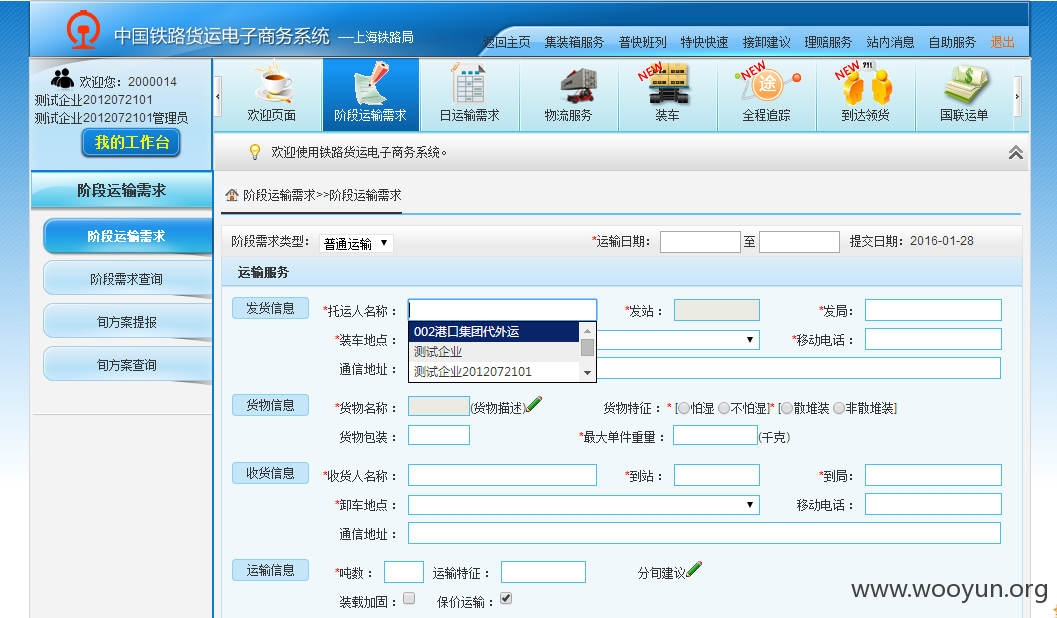 中国铁路货运电子商务系统 ──上海铁路局
返回主页 集装箱服务 普快班列 特快快速 接卸建议 理赔服务 站内消息 自助服务 退出
欢迎您：2000014
测试企业2012072101
测试企业2012072101管理员
我的工作台
欢迎页面 阶段运输需求 日运输需求 物流服务 NEW 装车 NEW 途 全程追踪 NEW ?!! 到达领货 国联运单
欢迎使用铁路货运电子商务系统。
阶段运输需求
阶段运输需求
阶段需求查询
旬方案提报
旬方案查询
阶段运输需求>>阶段运输需求
阶段需求类型： 普通运输 *运输日期： 至 提交日期：2016-01-28
运输服务
发货信息 *托运人名称： *发站： *发局：
002港口集团代外运
测试企业
测试企业2012072101
*装车地点： *移动电话：
通信地址：
货物信息 *货物名称： (货物描述) 货物特征： * [怕湿 不怕湿]* [散堆装 非散堆装]
货物包装： *最大单件重量： (千克)
收货信息 *收货人名称： *到站： *到局：
*卸车地点： 移动电话：
通信地址：
运输信息 *吨数： 运输特征： 分间建议
装载加固： 保价运输：
www.wooyun.org